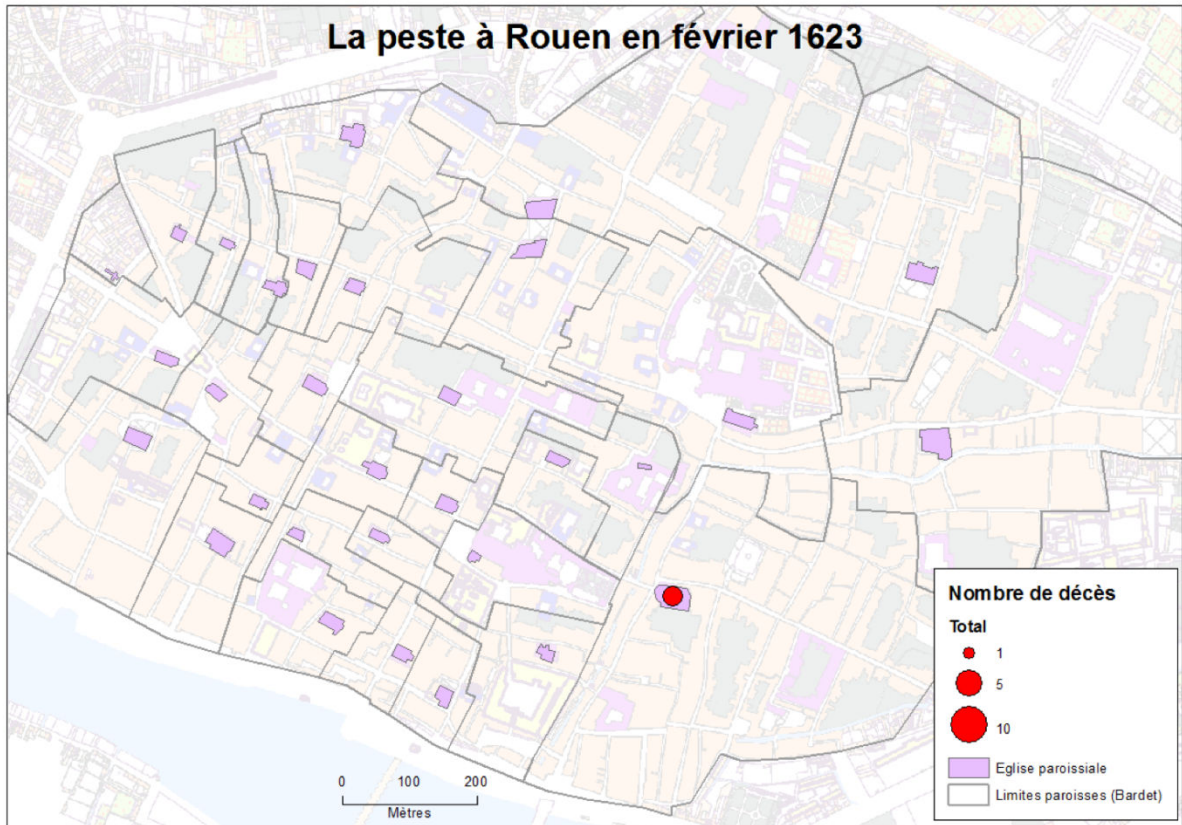 La peste à Rouen en février 1623
Nombre de décès
Total
1
5
10
Eglise paroissiale
Limites paroisses (Bardet)
0 100 200
Mètres